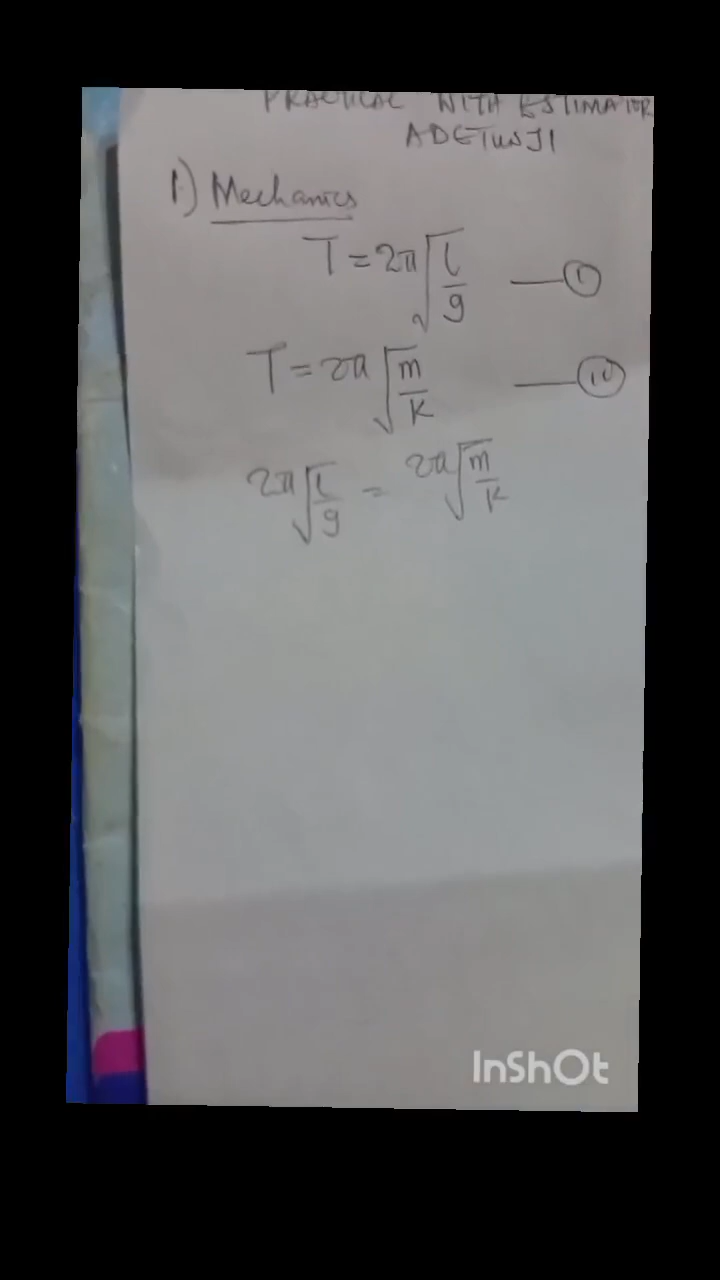 PRACTICAL WITH ESTIMATOR
ADETUNJI
1) Mechanics
T = 2π√(l/g) — (i)
T = 2π√(m/k) — (ii)
2π√(l/g) = 2π√(m/k)
InShOt